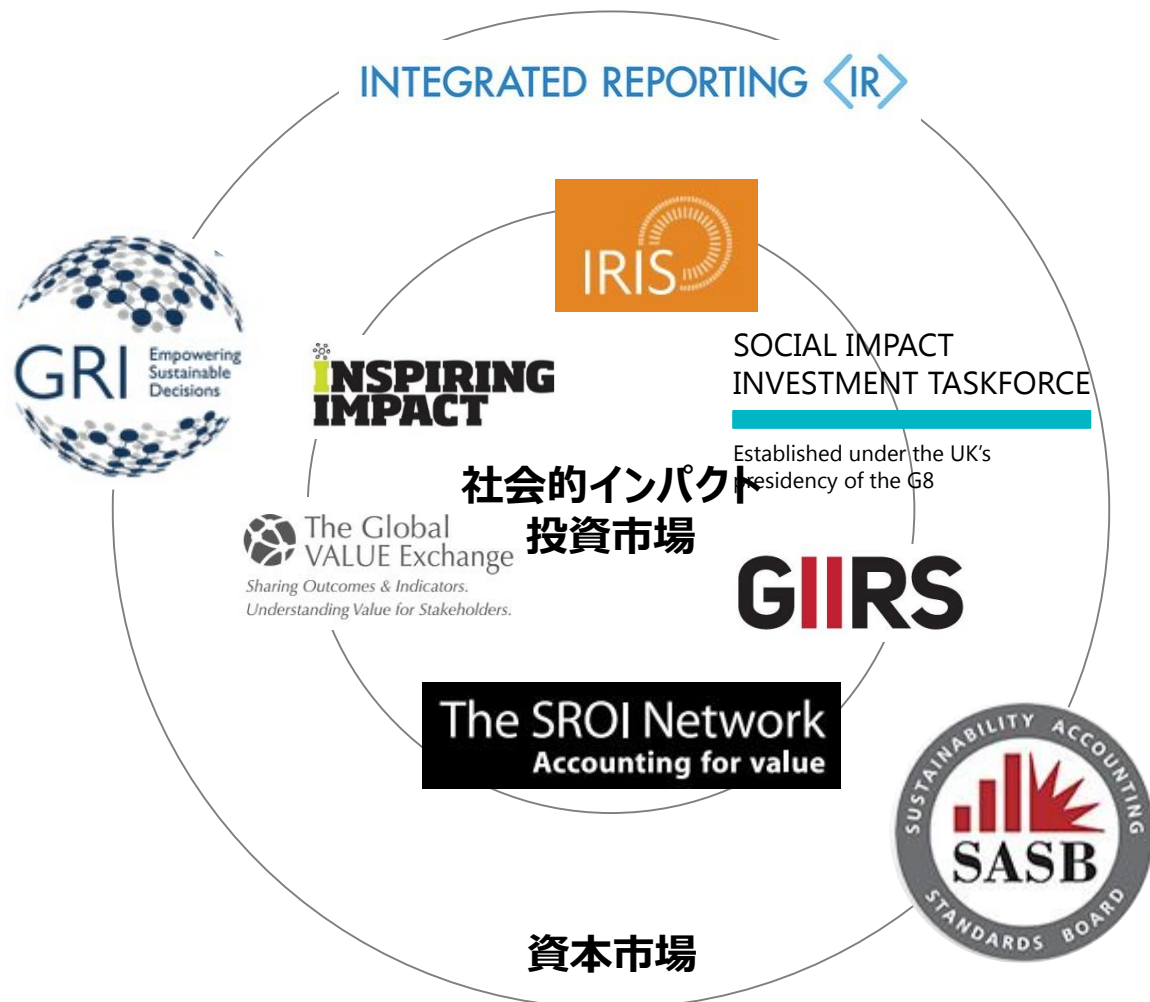 INTEGRATED REPORTING <IR>
IRIS
GRI
Empowering
Sustainable
Decisions
INSPIRING
IMPACT
SOCIAL IMPACT
INVESTMENT TASKFORCE
Established under the UK's
presidency of the G8
社会的インパクト
投資市場
The Global
VALUE Exchange
Sharing Outcomes & Indicators.
Understanding Value for Stakeholders.
GIIRS
The SROI Network
Accounting for value
SUSTAINABILITY ACCOUNTING
SASB
STANDARDS BOARD
資本市場